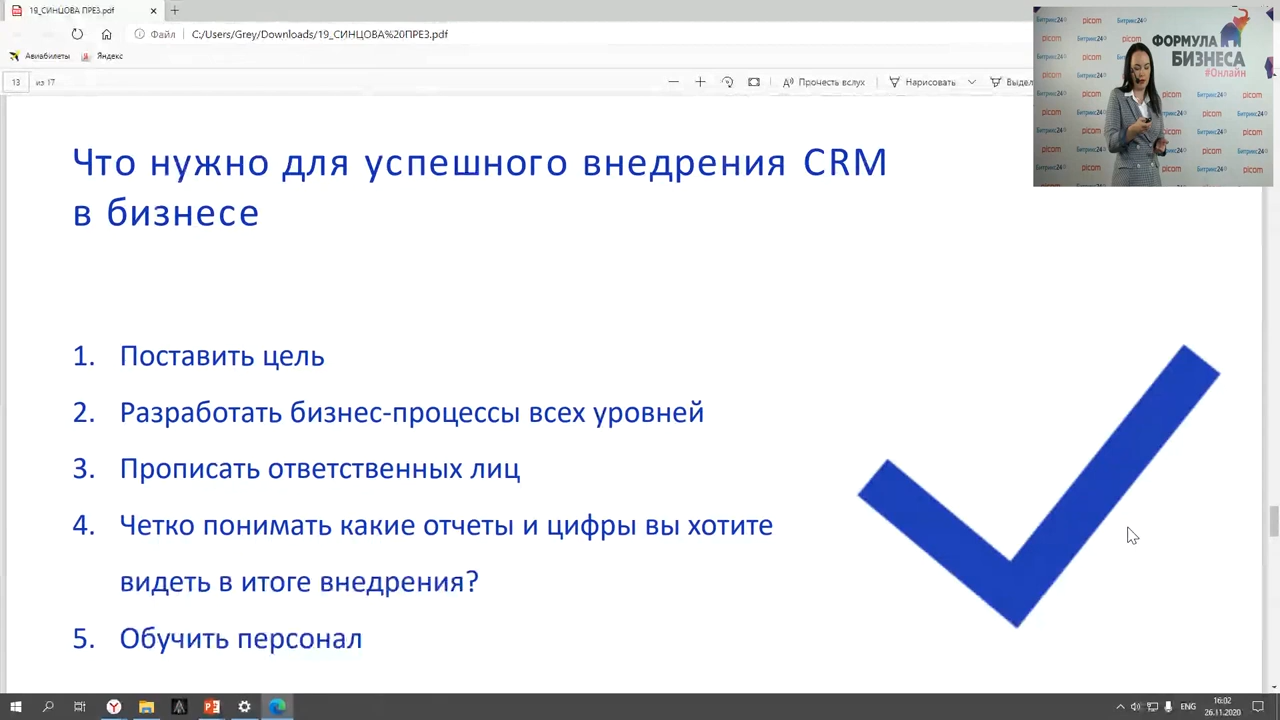 19_СИНЦОВА ПРЕЗ.pdf
Файл
C:/Users/Grey/Downloads/19_СИНЦОВА%20ПРЕЗ.pdf
Авиабилеты
Яндекс
13 из 17
Прочесть вслух
Нарисовать
Выдел
Что нужно для успешного внедрения CRM
в бизнесе
1. Поставить цель
2. Разработать бизнес-процессы всех уровней
3. Прописать ответственных лиц
4. Четко понимать какие отчеты и цифры вы хотите
видеть в итоге внедрения?
5. Обучить персонал
ФОРМУЛА
БИЗНЕСА
#Онлайн
Битрикс24
picom
ENG
16:02
26.11.2020